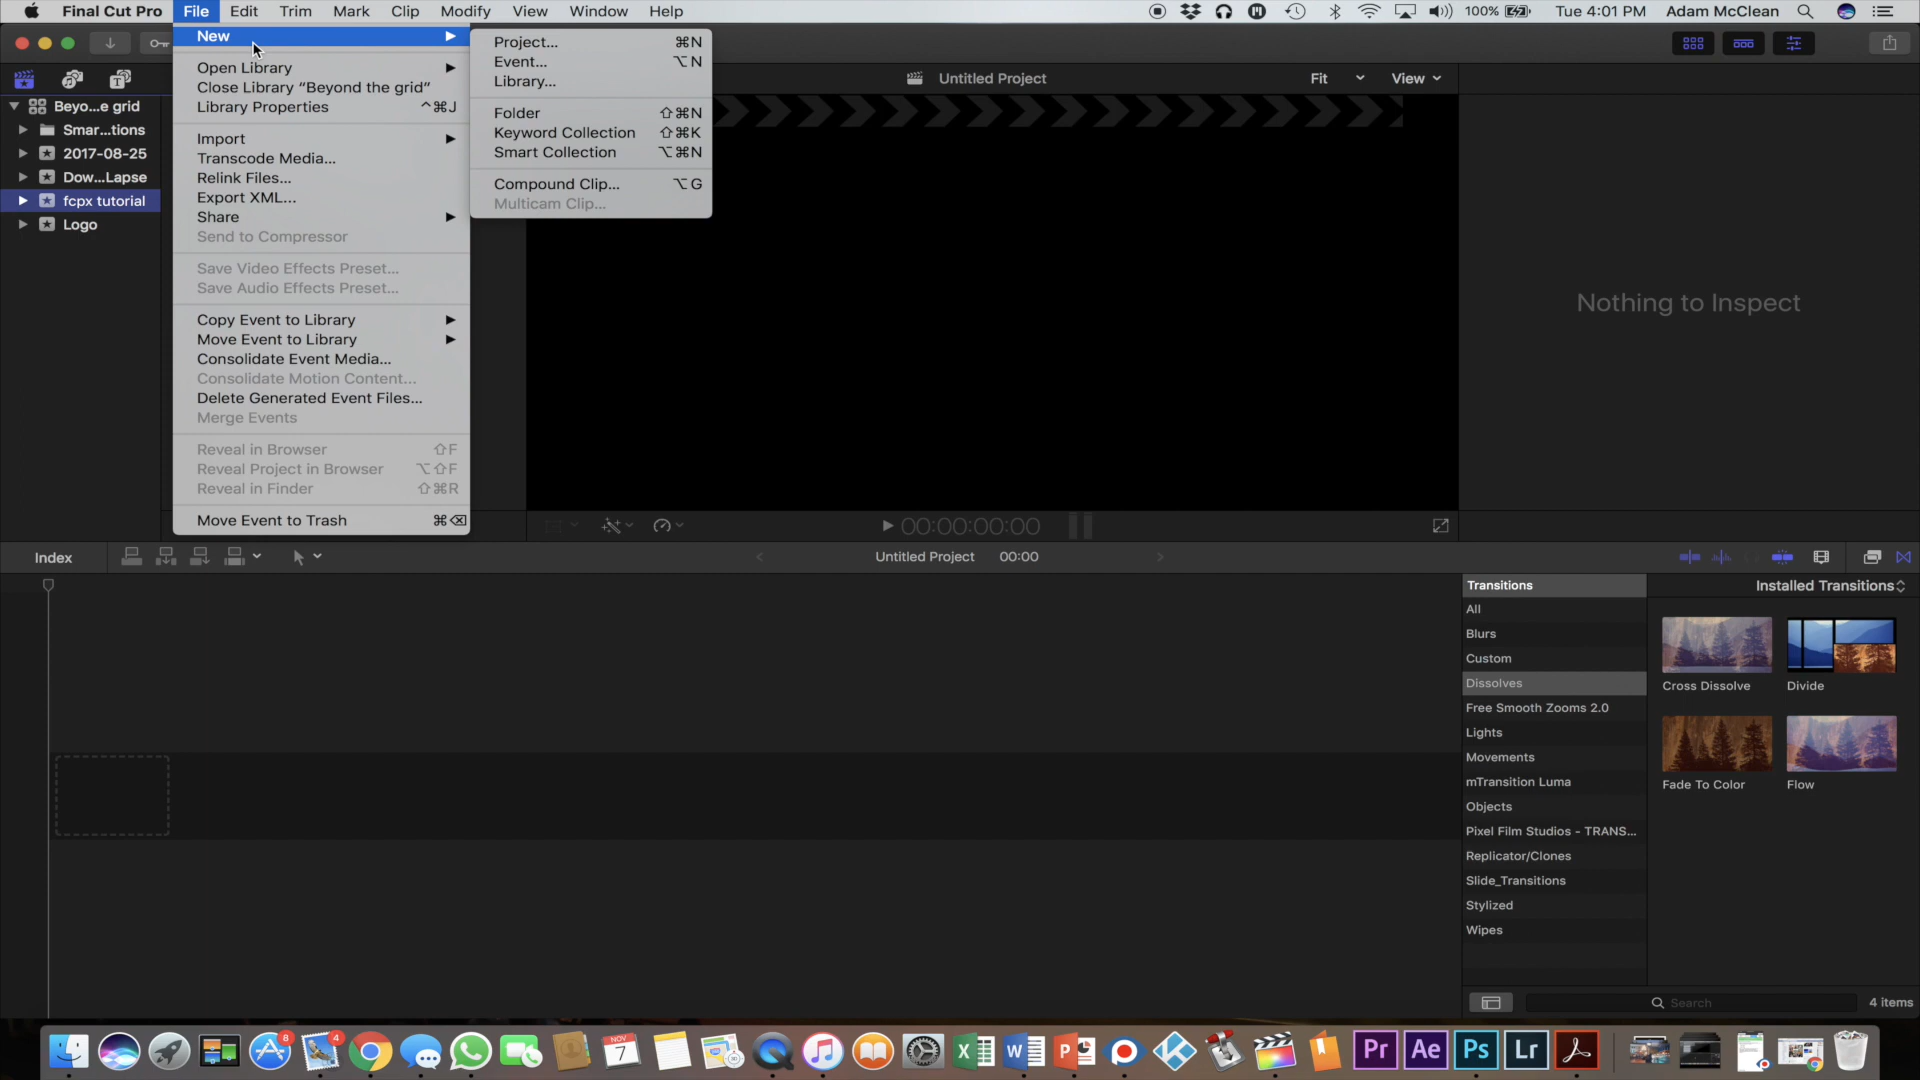 Final Cut Pro File Edit Trim Mark Clip Modify View Window Help 100% Tue 4:01 PM Adam McClean
New
Open Library
Close Library “Beyond the grid”
Library Properties ⌃⌘J
Import
Transcode Media...
Relink Files...
Export XML...
Share
Send to Compressor
Save Video Effects Preset...
Save Audio Effects Preset...
Copy Event to Library
Move Event to Library
Consolidate Event Media...
Consolidate Motion Content...
Delete Generated Event Files...
Merge Events
Reveal in Browser ⇧F
Reveal Project in Browser ⌥⇧F
Reveal in Finder ⇧⌘R
Move Event to Trash ⌘⌫
Project... ⌘N
Event... ⌥N
Library...
Folder ⇧⌘N
Keyword Collection ⇧⌘K
Smart Collection ⌥⌘N
Compound Clip... ⌥G
Multicam Clip...
Beyo...e grid
Smar...tions
2017-08-25
Dow...Lapse
fcpx tutorial
Logo
Untitled Project Fit View
Nothing to Inspect
00:00:00:00
Index Untitled Project 00:00
Transitions Installed Transitions
All
Blurs
Custom
Dissolves
Free Smooth Zooms 2.0
Lights
Movements
mTransition Luma
Objects
Pixel Film Studios - TRANS...
Replicator/Clones
Slide_Transitions
Stylized
Wipes
Cross Dissolve Divide
Fade To Color Flow
Search 4 items
8 4 NOV 7 Pr Ae Ps Lr